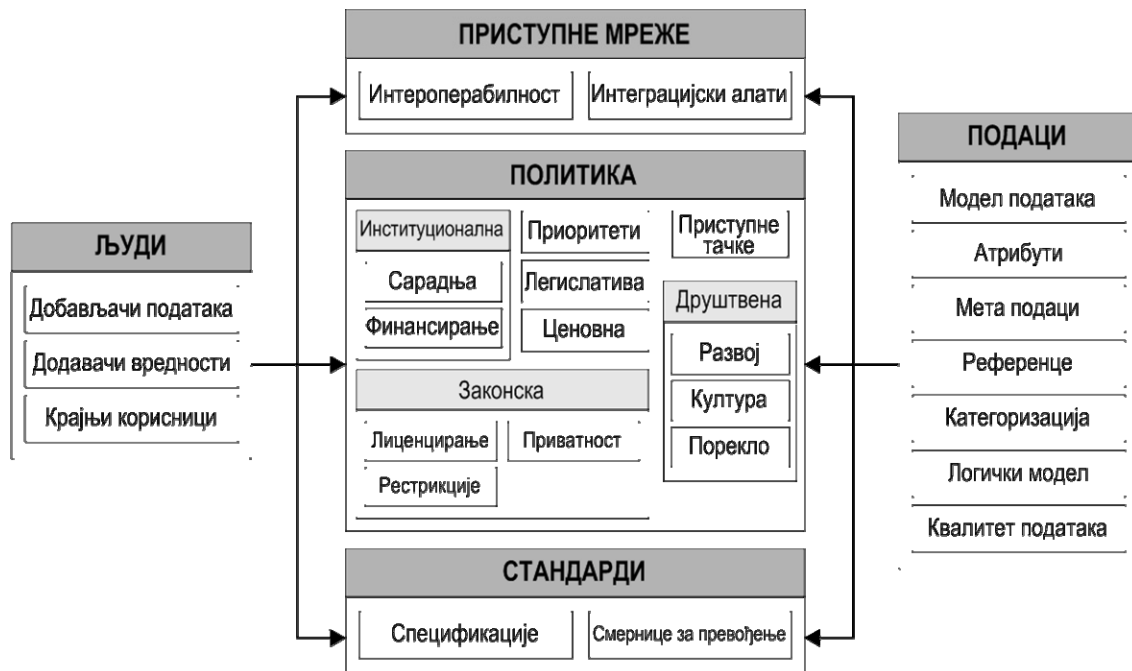 ПРИСТУПНЕ МРЕЖЕ
Интероперабилност
Интеграцијски алати
ЉУДИ
Добављачи података
Додавачи вредности
Крајњи корисници
ПОЛИТИКА
Институционална
Сарадња
Финансирање
Приоритети
Легислатива
Ценовна
Приступне
тачке
Друштвена
Развој
Култура
Порекло
Законска
Лиценцирање
Приватност
Рестрикције
СТАНДАРДИ
Спецификације
Смернице за превођење
ПОДАЦИ
Модел података
Атрибути
Мета подаци
Референце
Категоризација
Логички модел
Квалитет података